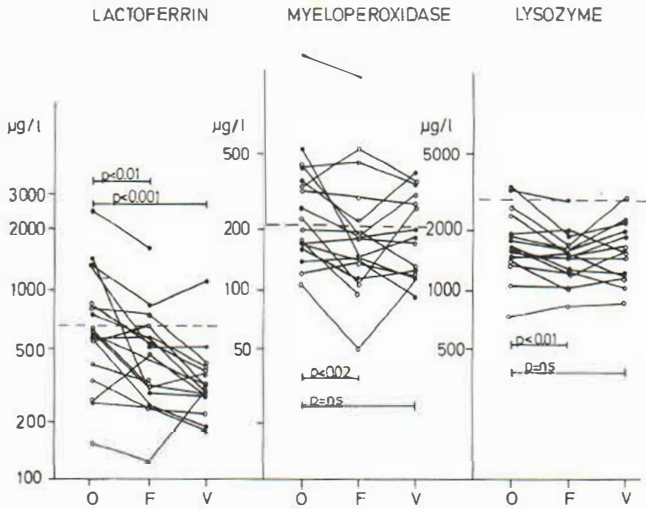 LACTOFERRIN MYELOPEROXIDASE LYSOZYME
µg/l µg/l µg/l
p<0.01
p<0.001
3000
2000
1000
500
200
100
O F V
500
200
100
50
p<0.02
p=ns
O F V
5000
2000
1000
500
p<0.01
p=ns
O F V